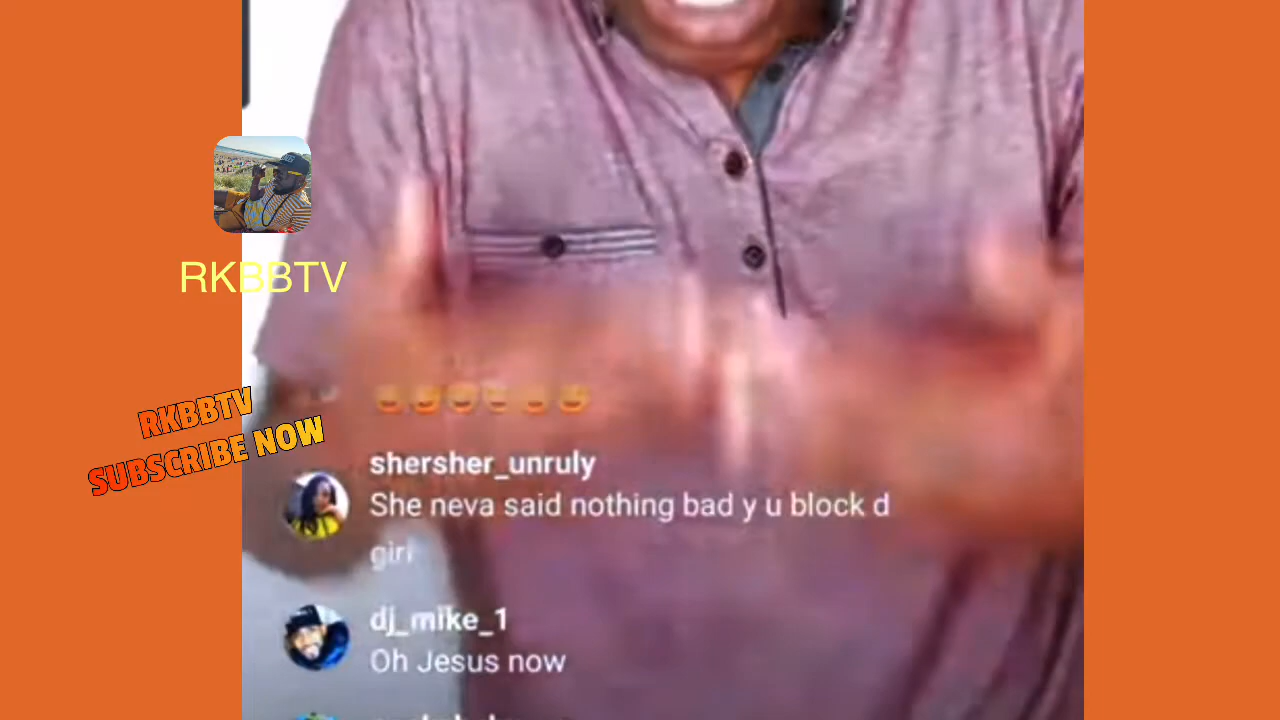 RKBBTV
RKBBTV
SUBSCRIBE NOW
shersher_unruly
She neva said nothing bad y u block d
girl
dj_mike_1
Oh Jesus now